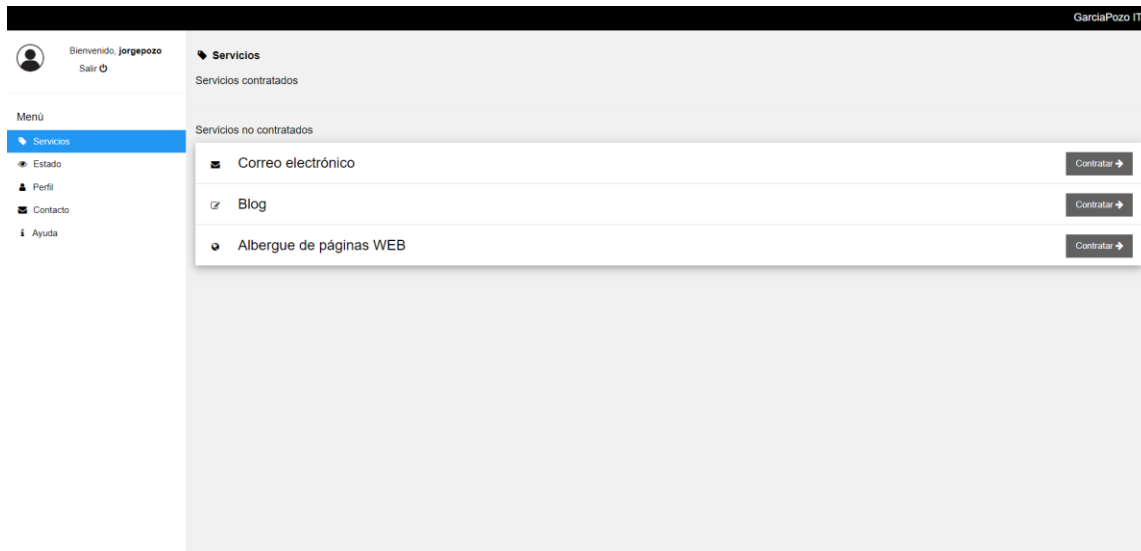 GarciaPozo IT
Bienvenido, jorgepozo
Salir
Menú
Servicios
Estado
Perfil
Contacto
Ayuda
Servicios
Servicios contratados
Servicios no contratados
Correo electrónico
Contratar
Blog
Contratar
Albergue de páginas WEB
Contratar